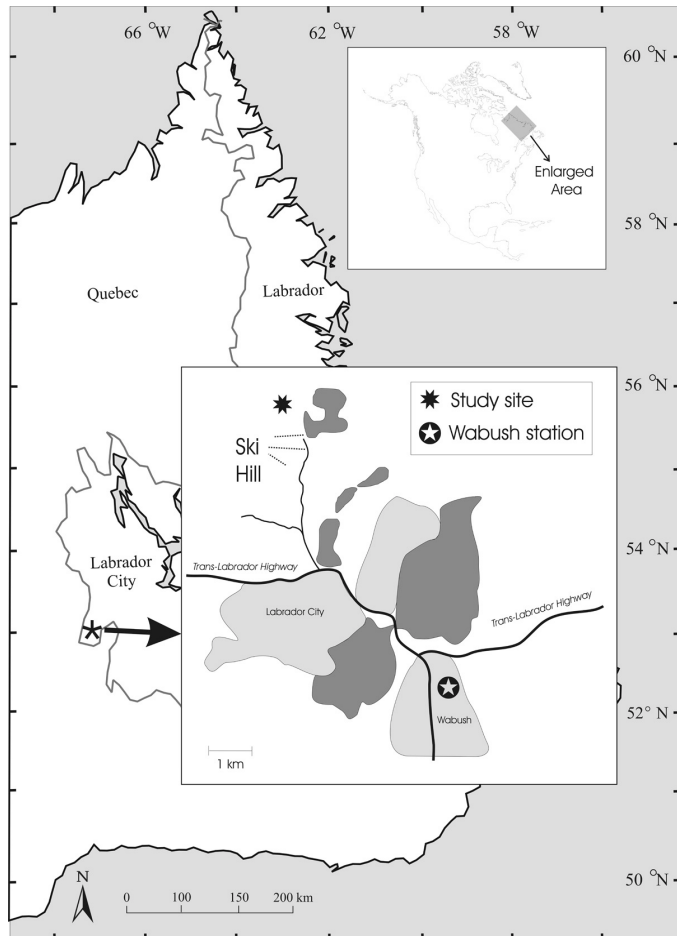 66 °W
62 °W
58 °W
60 °N
Enlarged
Area
58 °N
Quebec
Labrador
56 °N
Study site
Wabush station
Ski
Hill
54 °N
Labrador
City
Trans-Labrador Highway
Labrador City
Trans-Labrador Highway
52° N
Wabush
1 km
50 °N
N
0
100
200 km